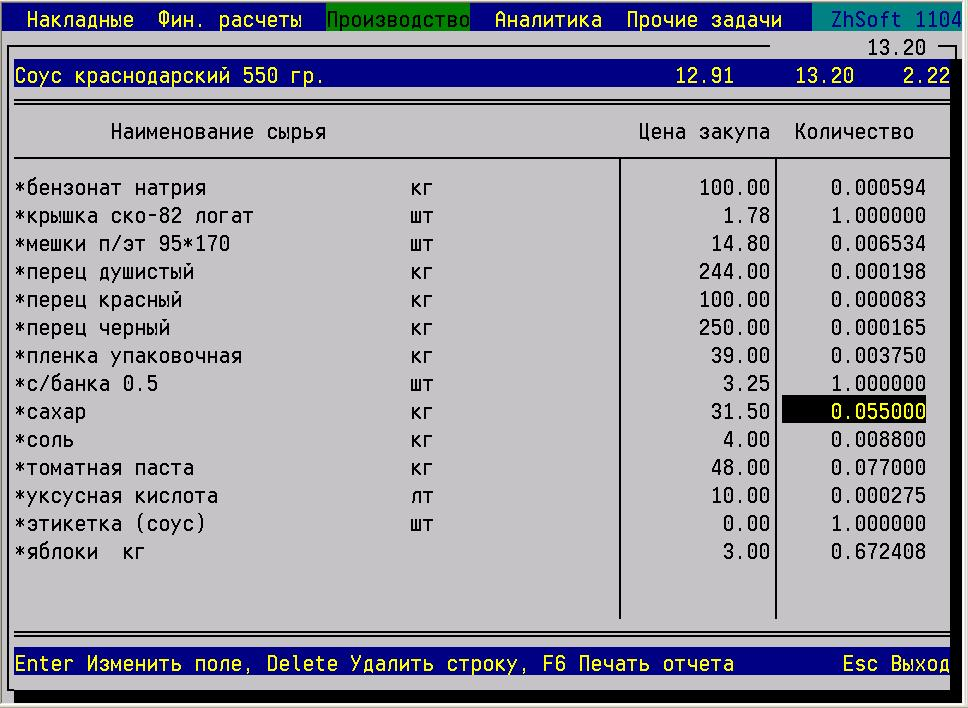 Накладные Фин. расчеты Производство Аналитика Прочие задачи ZhSoft 1104
13.20
Соус краснодарский 550 гр. 12.91 13.20 2.22
Наименование сырья Цена закупа Количество
*бензонат натрия кг 100.00 0.000594
*крышка ско-82 логат шт 1.78 1.000000
*мешки п/эт 95*170 шт 14.80 0.006534
*перец душистый кг 244.00 0.000198
*перец красный кг 100.00 0.000083
*перец черный кг 250.00 0.000165
*пленка упаковочная кг 39.00 0.003750
*с/банка 0.5 шт 3.25 1.000000
*сахар кг 31.50 0.055000
*соль кг 4.00 0.008800
*томатная паста кг 48.00 0.077000
*уксусная кислота лт 10.00 0.000275
*этикетка (соус) шт 0.00 1.000000
*яблоки кг 3.00 0.672408
Enter Изменить поле, Delete Удалить строку, F6 Печать отчета Esc Выход